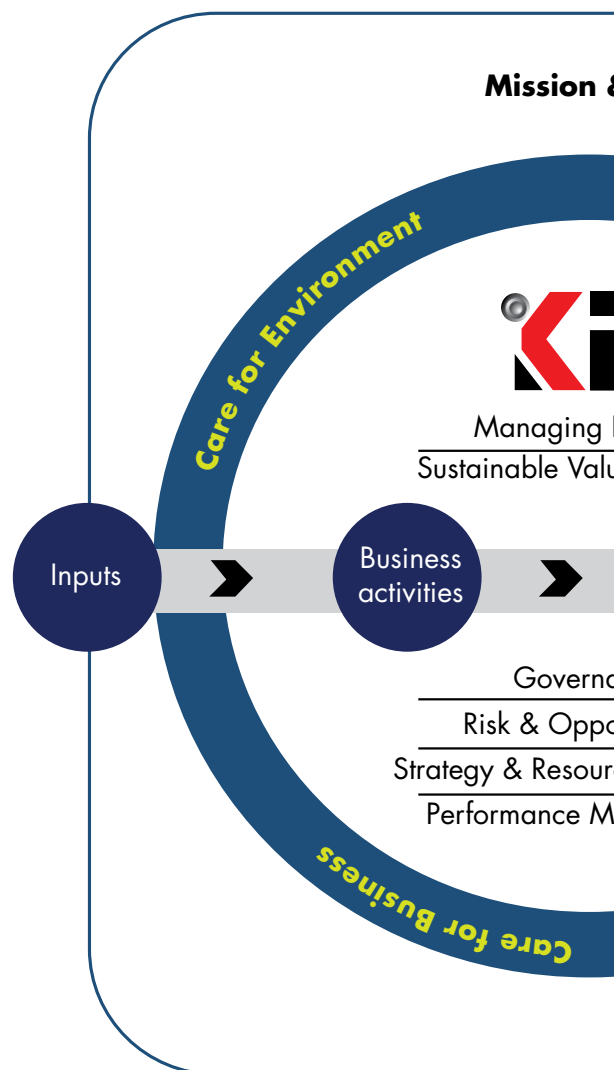 Mission &
Care for Environment
Ki
Managing
Sustainable Valu
Inputs
Business
activities
Governa
Risk & Oppo
Strategy & Resour
Performance M
Care for Business